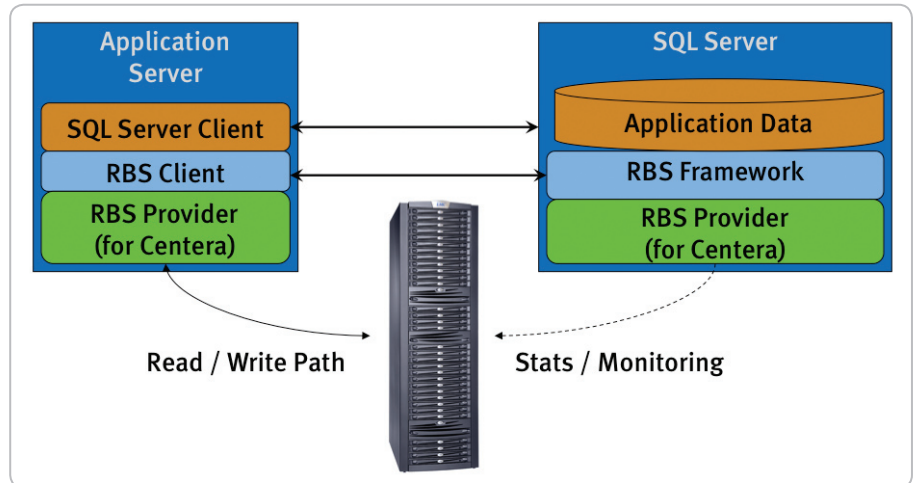 Application
Server
SQL Server Client
RBS Client
RBS Provider
(for Centera)
SQL Server
Application Data
RBS Framework
RBS Provider
(for Centera)
Read / Write Path
Stats / Monitoring